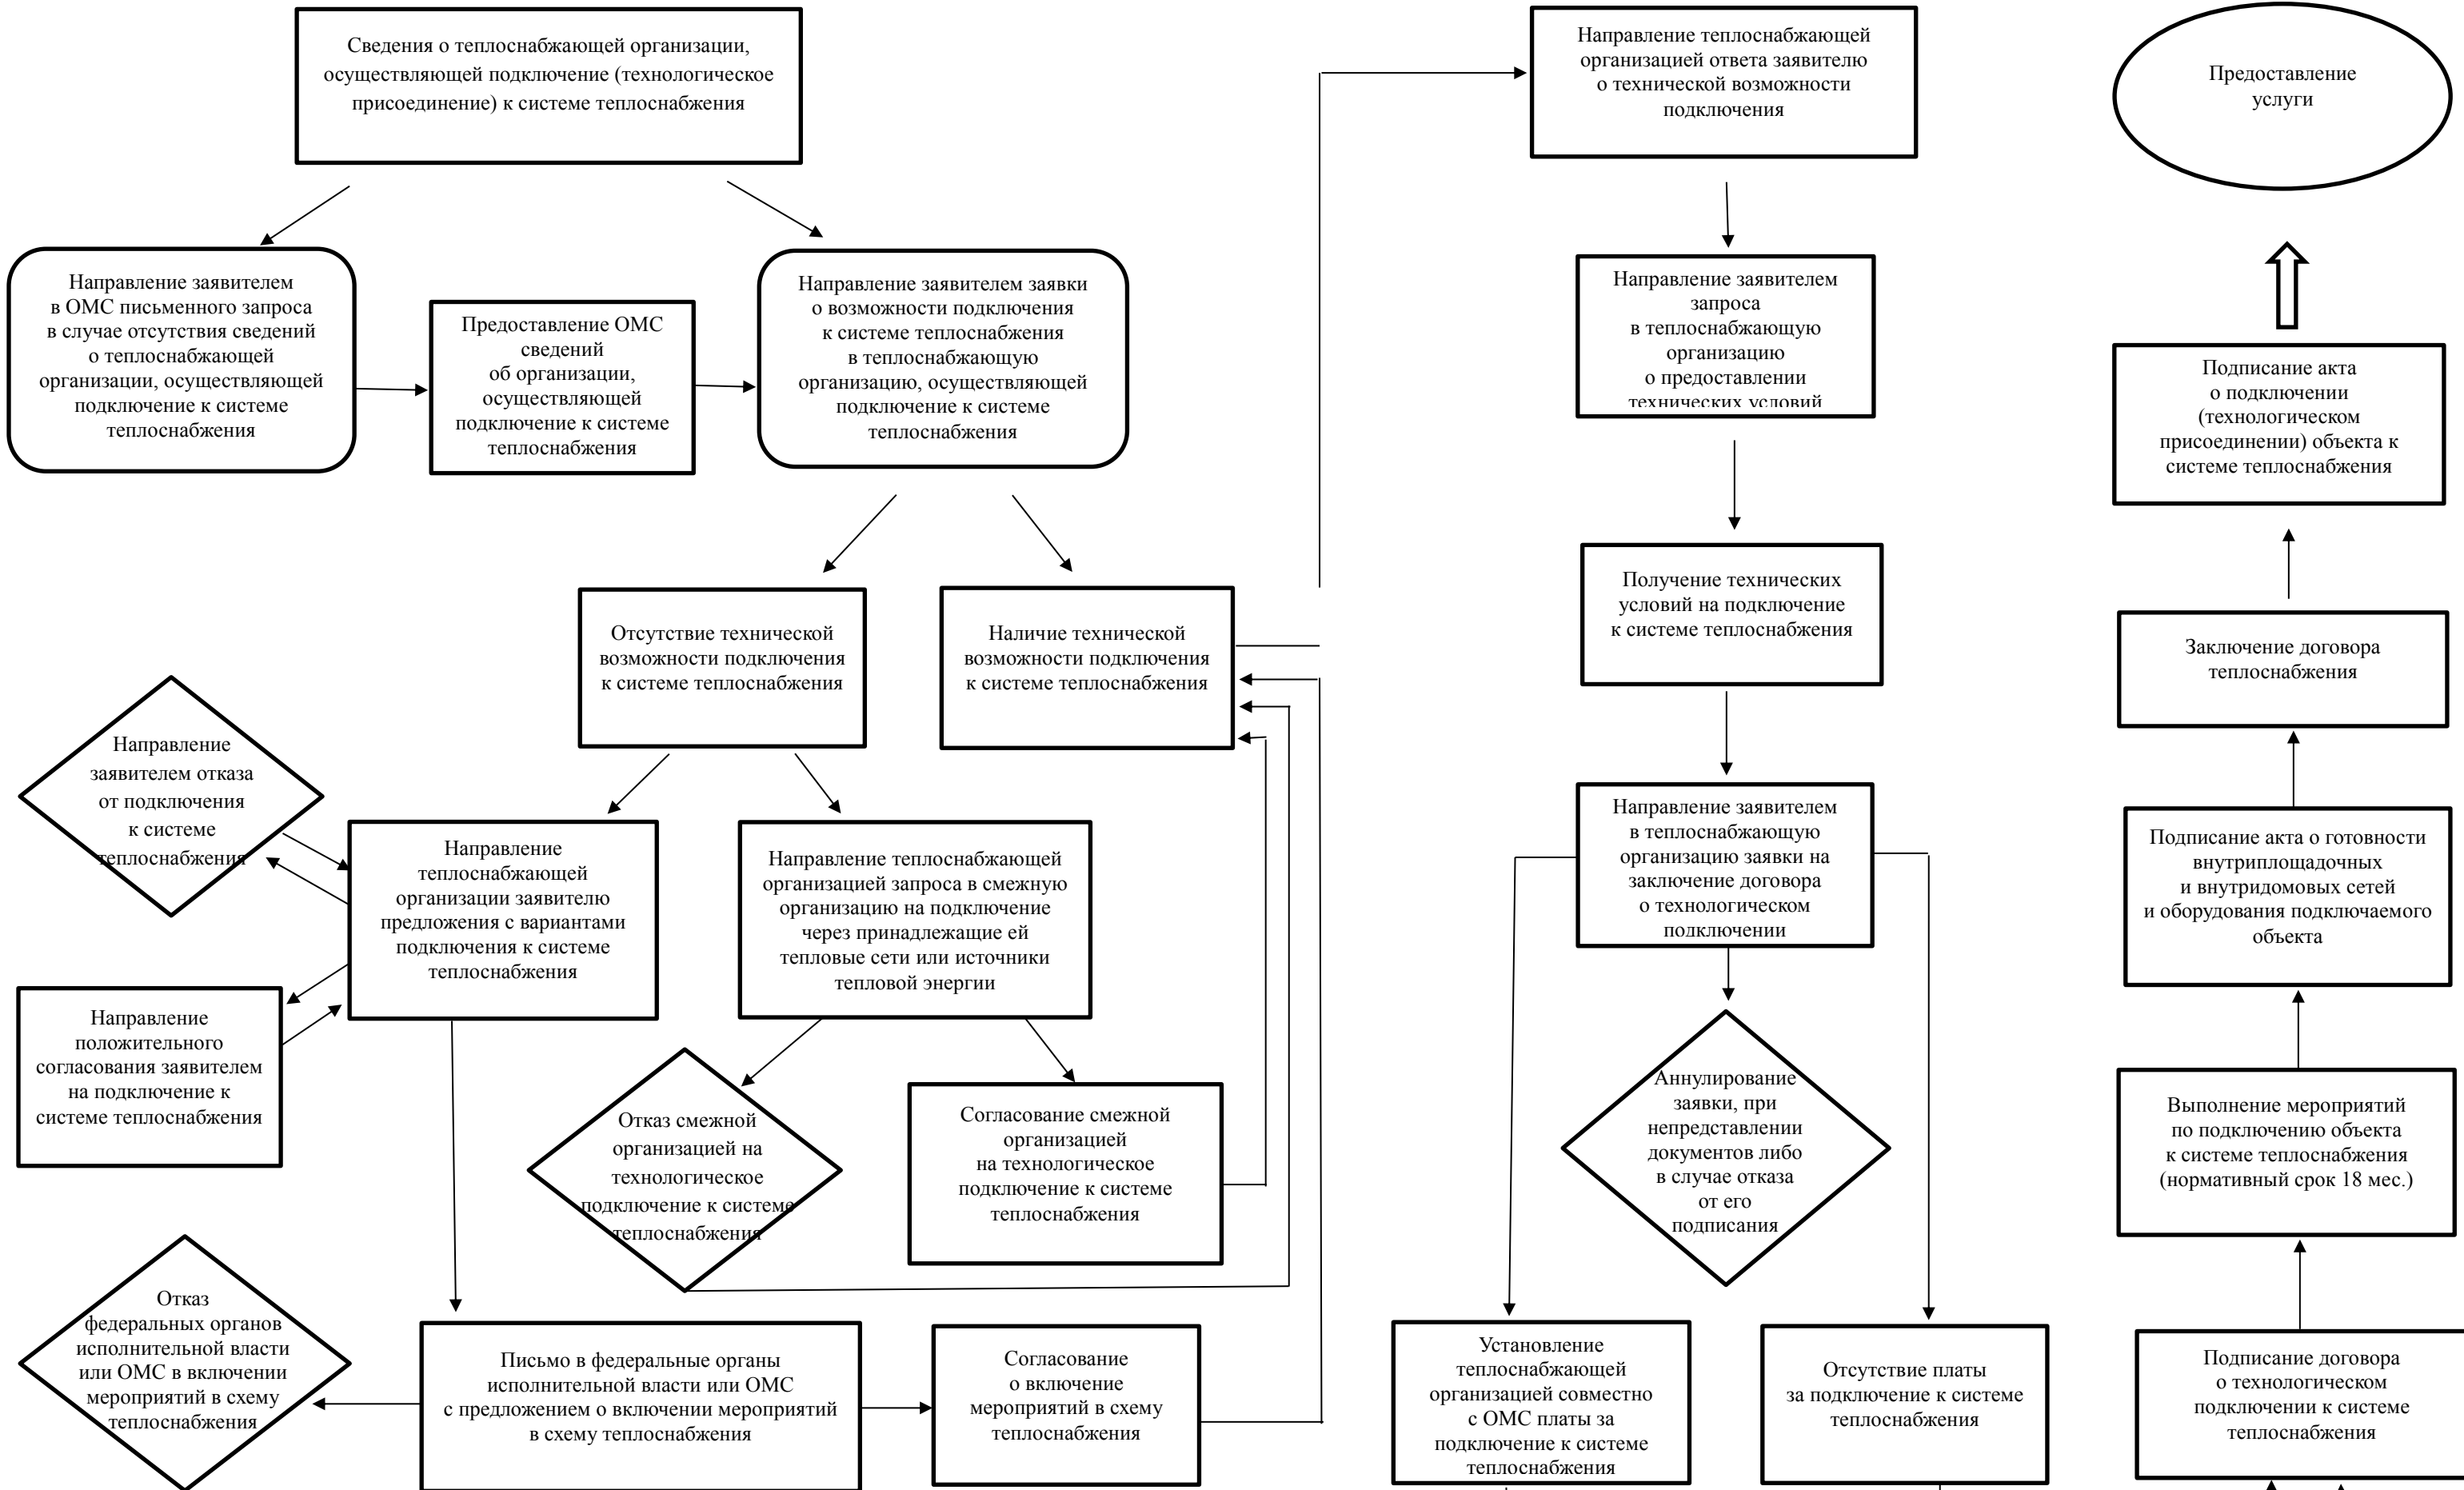 Сведения о теплоснабжающей организации,
осуществляющей подключение (технологическое
присоединение) к системе теплоснабжения
Направление заявителем
в ОМС письменного запроса
в случае отсутствия сведений
о теплоснабжающей
организации, осуществляющей
подключение к системе
теплоснабжения
Предоставление ОМС
сведений
об организации,
осуществляющей
подключение к системе
теплоснабжения
Направление заявителем заявки
о возможности подключения
к системе теплоснабжения
в теплоснабжающую
организацию, осуществляющей
подключение к системе
теплоснабжения
Отсутствие технической
возможности подключения
к системе теплоснабжения
Наличие технической
возможности подключения
к системе теплоснабжения
Направление
заявителем отказа
от подключения
к системе
теплоснабжения
Направление
теплоснабжающей
организации заявителю
предложения с вариантами
подключения к системе
теплоснабжения
Направление теплоснабжающей
организацией запроса в смежную
организацию на подключение
через принадлежащие ей
тепловые сети или источники
тепловой энергии
Направление
положительного
согласования заявителем
на подключение к
системе теплоснабжения
Отказ смежной
организацией на
технологическое
подключение к системе
теплоснабжения
Согласование смежной
организацией
на технологическое
подключение к системе
теплоснабжения
Отказ
федеральных органов
исполнительной власти
или ОМС в включении
мероприятий в схему
теплоснабжения
Письмо в федеральные органы
исполнительной власти или ОМС
с предложением о включении мероприятий
в схему теплоснабжения
Согласование
о включение
мероприятий в схему
теплоснабжения
Направление теплоснабжающей
организацией ответа заявителю
о технической возможности
подключения
Направление заявителем
запроса
в теплоснабжающую
организацию
о предоставлении
технических условий
Получение технических
условий на подключение
к системе теплоснабжения
Направление заявителем
в теплоснабжающую
организацию заявки на
заключение договора
о технологическом
подключении
Аннулирование
заявки, при
непредставлении
документов либо
в случае отказа
от его
подписания
Установление
теплоснабжающей
организацией совместно
с ОМС платы за
подключение к системе
теплоснабжения
Отсутствие платы
за подключение к системе
теплоснабжения
Предоставление
услуги
Подписание акта
о подключении
(технологическом
присоединении) объекта к
системе теплоснабжения
Заключение договора
теплоснабжения
Подписание акта о готовности
внутриплощадочных
и внутридомовых сетей
и оборудования подключаемого
объекта
Выполнение мероприятий
по подключению объекта
к системе теплоснабжения
(нормативный срок 18 мес.)
Подписание договора
о технологическом
подключении к системе
теплоснабжения